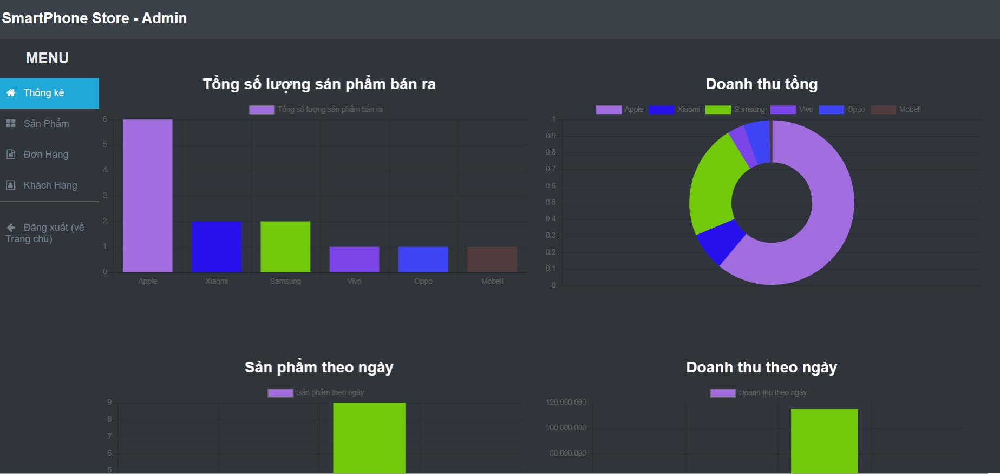 SmartPhone Store - Admin
MENU
Thống kê
Sản Phẩm
Đơn Hàng
Khách Hàng
Đăng xuất (về
Trang chủ)
Tổng số lượng sản phẩm bán ra
Tổng số lượng sản phẩm bán ra
6
5
4
3
2
1
0
Apple Xiaomi Samsung Vivo Oppo Mobell
Doanh thu tổng
Apple Xiaomi Samsung Vivo Oppo Mobell
1
0.9
0.8
0.7
0.6
0.5
0.4
0.3
0.2
0.1
0
Sản phẩm theo ngày
Sản phẩm theo ngày
9
8
7
6
5
Doanh thu theo ngày
Doanh thu theo ngày
120.000.000
100.000.000
80.000.000